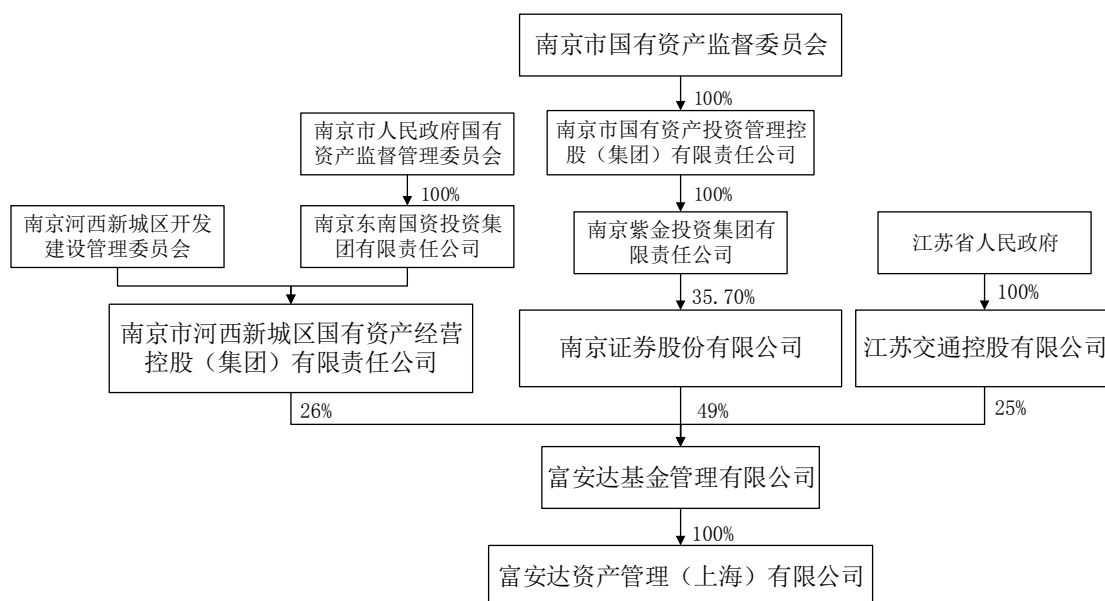 南京市国有资产监督委员会
100%
南京市人民政府国有
资产监督管理委员会
南京市国有资产投资管理控
股（集团）有限责任公司
100%
100%
南京河西新城区开发
建设管理委员会
南京东南国资投资集
团有限责任公司
南京紫金投资集团有
限责任公司
江苏省人民政府
35.70%
100%
南京市河西新城区国有资产经营
控股（集团）有限责任公司
南京证券股份有限公司
江苏交通控股有限公司
26%
49%
25%
富安达基金管理有限公司
100%
富安达资产管理（上海）有限公司